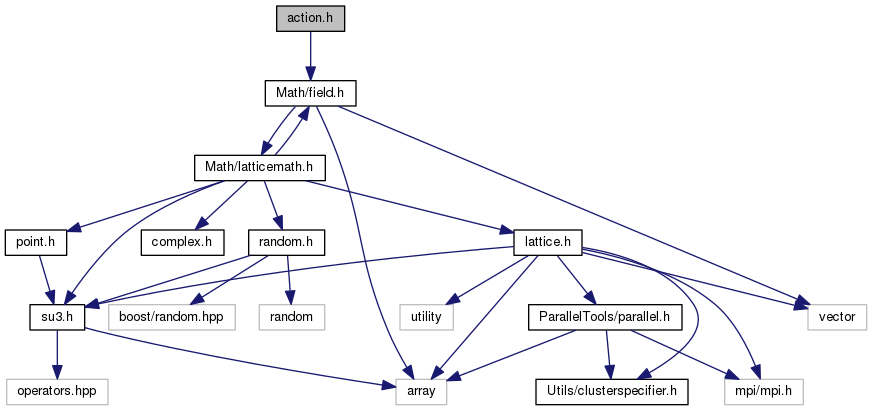 action.h
Math/field.h
Math/latticemath.h
point.h
complex.h
random.h
lattice.h
su3.h
boost/random.hpp
random
utility
ParallelTools/parallel.h
vector
operators.hpp
array
Utils/clusterspecifier.h
mpi/mpi.h